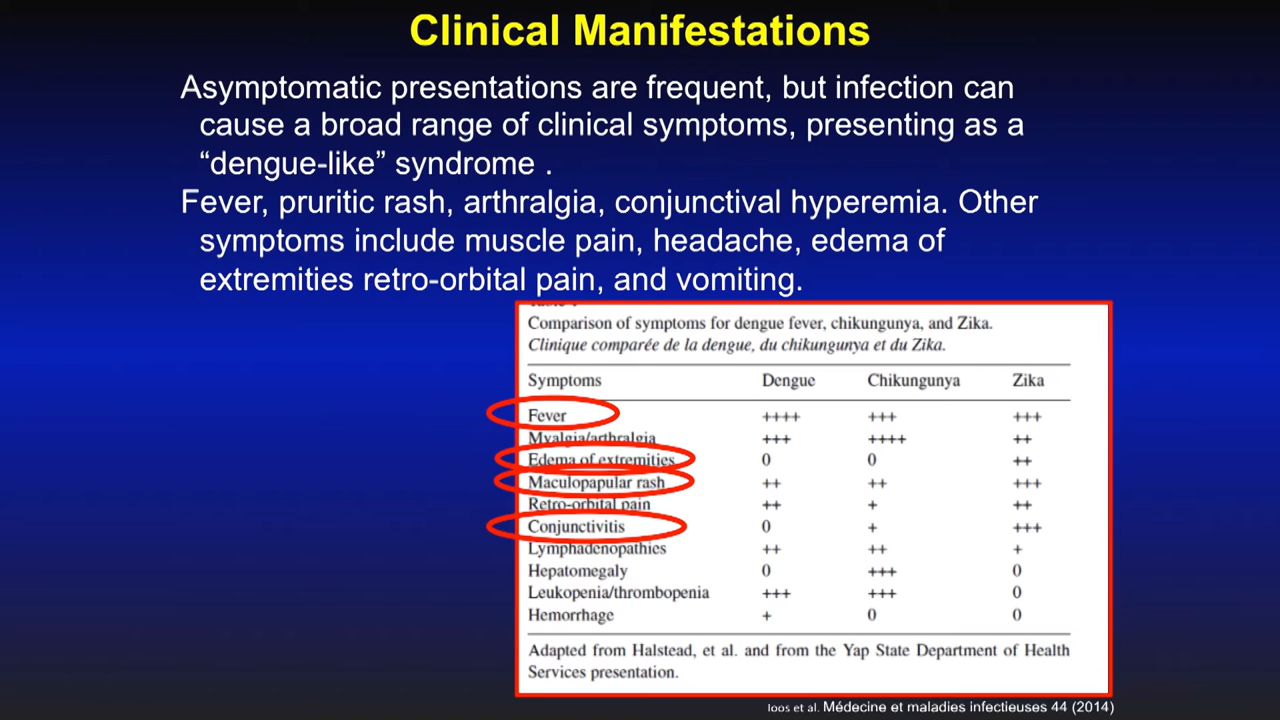 Clinical Manifestations
Asymptomatic presentations are frequent, but infection can
cause a broad range of clinical symptoms, presenting as a
“dengue-like” syndrome .
Fever, pruritic rash, arthralgia, conjunctival hyperemia. Other
symptoms include muscle pain, headache, edema of
extremities retro-orbital pain, and vomiting.
Comparison of symptoms for dengue fever, chikungunya, and Zika.
Clinique comparée de la dengue, du chikungunya et du Zika.
Symptoms Dengue Chikungunya Zika
Fever ++++ +++ +++
Myalgia/arthralgia +++ ++++ ++
Edema of extremities 0 0 ++
Maculopapular rash ++ ++ +++
Retro-orbital pain ++ + ++
Conjunctivitis 0 + +++
Lymphadenopathies ++ ++ +
Hepatomegaly 0 +++ 0
Leukopenia/thrombopenia +++ +++ 0
Hemorrhage + 0 0
Adapted from Halstead, et al. and from the Yap State Department of Health
Services presentation.
Ioos et al. Médecine et maladies infectieuses 44 (2014)